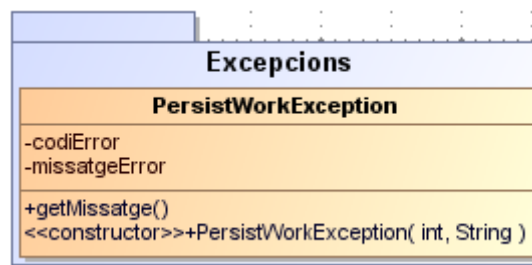 Excepcions
PersistWorkException
-codiError
-missatgeError
+getMissatge()
<<constructor>>+PersistWorkException( int, String )